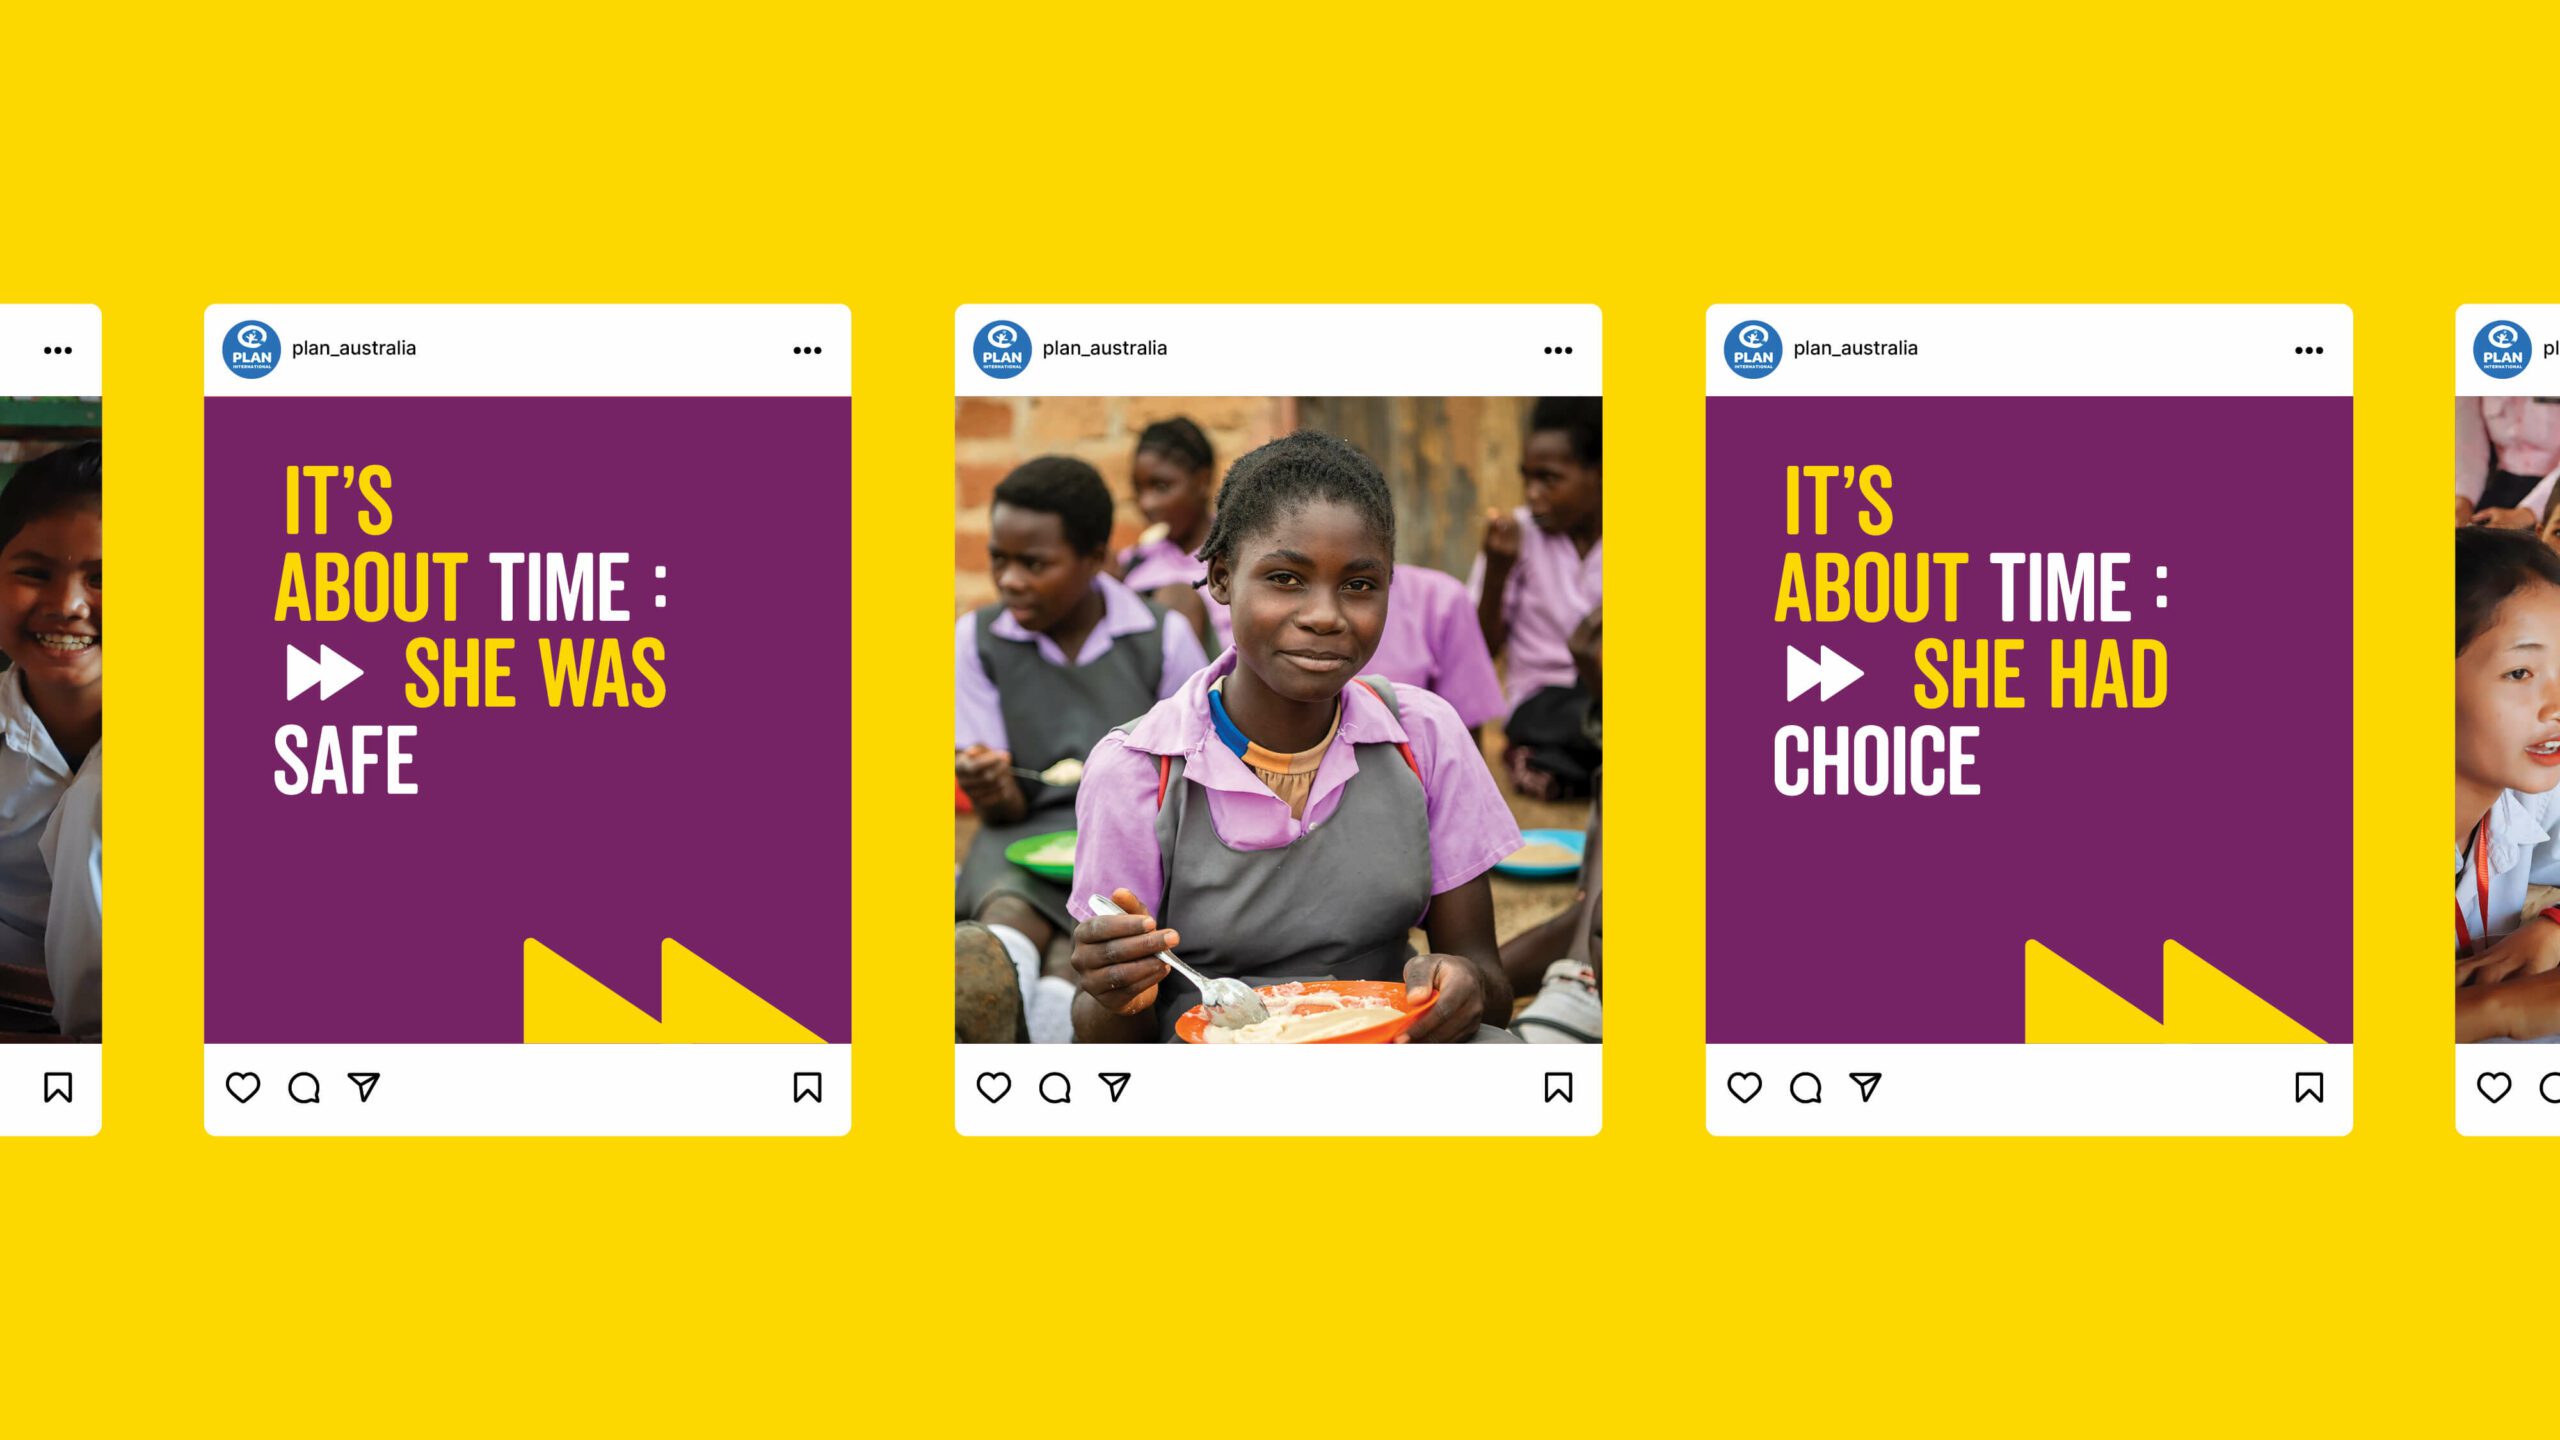 PLAN
INTERNATIONAL
plan_australia
IT'S
ABOUT TIME :
SHE WAS
SAFE
PLAN
INTERNATIONAL
plan_australia
PLAN
INTERNATIONAL
plan_australia
IT'S
ABOUT TIME :
SHE HAD
CHOICE
PLAN
INTERNATIONAL
pl